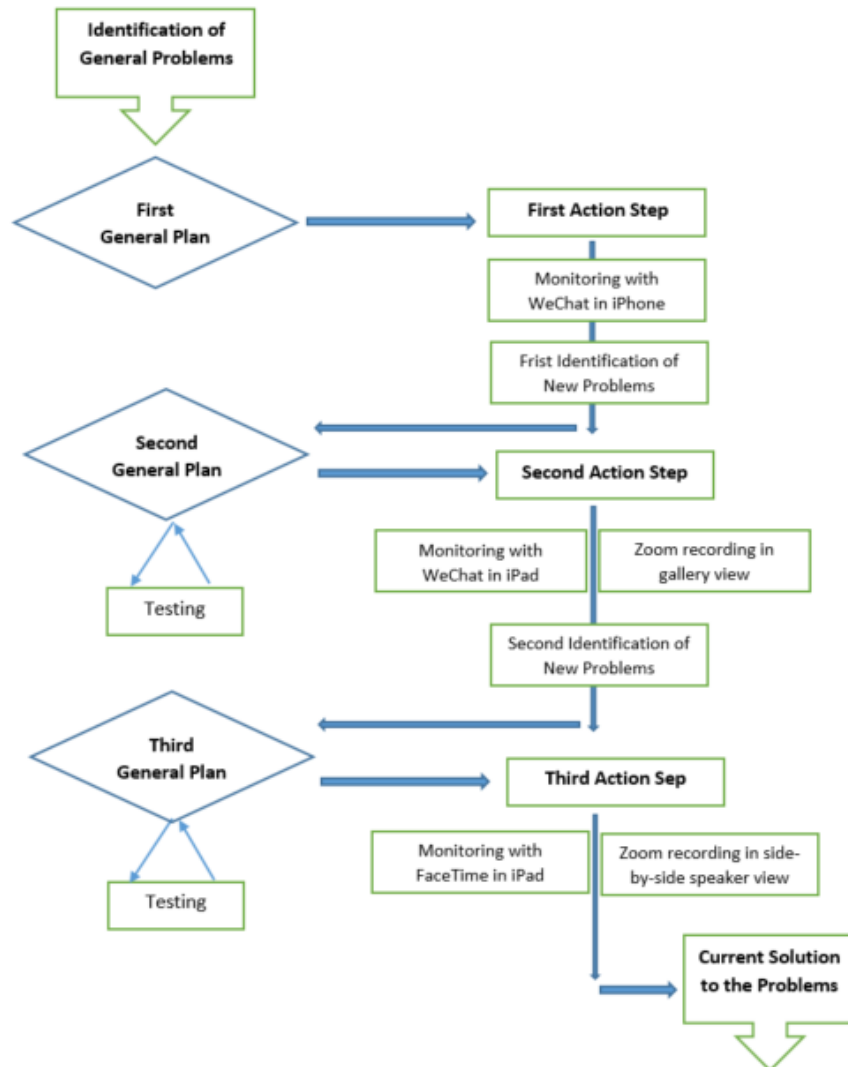 Identification of
General Problems
First
General Plan
First Action Step
Monitoring with
WeChat in iPhone
Frist Identification of
New Problems
Second
General Plan
Second Action Step
Testing
Monitoring with
WeChat in iPad
Zoom recording in
gallery view
Second Identification of
New Problems
Third
General Plan
Third Action Sep
Testing
Monitoring with
FaceTime in iPad
Zoom recording in side-
by-side speaker view
Current Solution
to the Problems